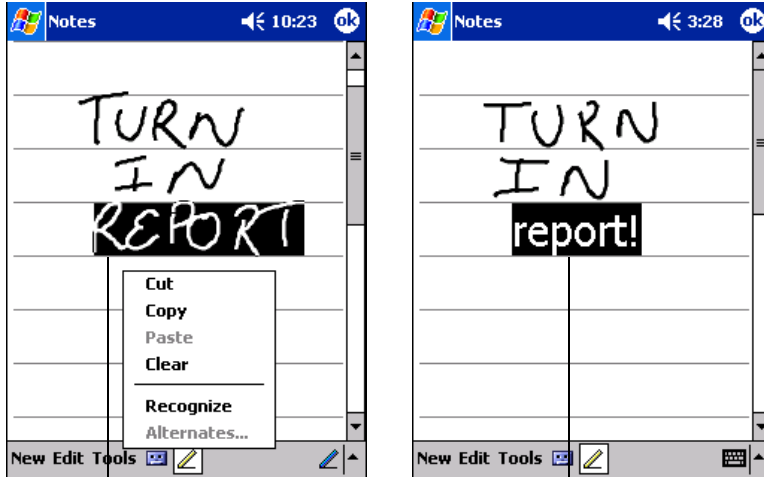 Notes 10:23 ok
TURN
IN
REPORT
Cut
Copy
Paste
Clear
Recognize
Alternates...
New Edit Tools
Notes 3:28 ok
TURN
IN
report!
New Edit Tools